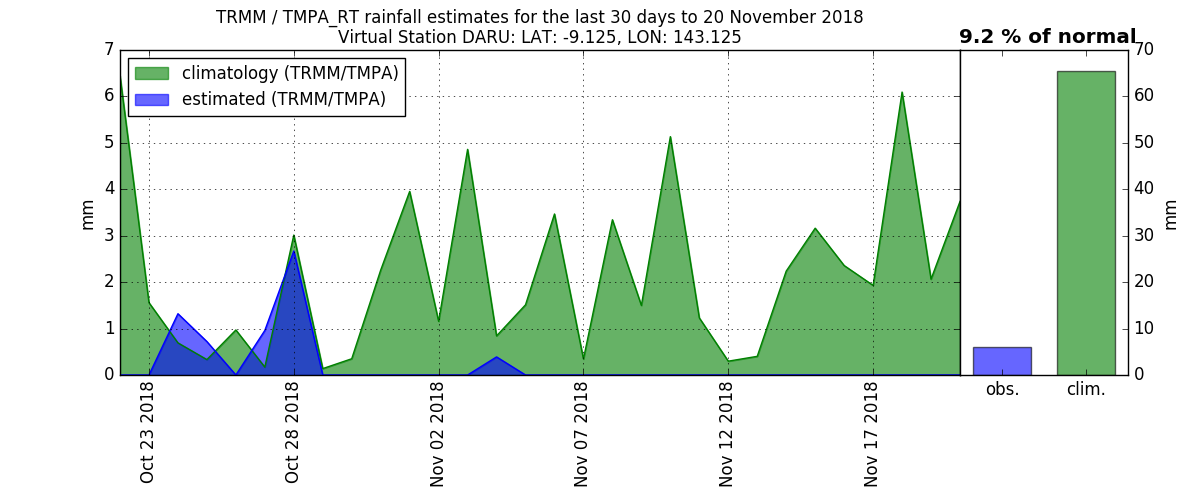 TRMM / TMPA_RT rainfall estimates for the last 30 days to 20 November 2018
Virtual Station DARU: LAT: -9.125, LON: 143.125
9.2 % of normal
climatology (TRMM/TMPA)
estimated (TRMM/TMPA)
7
6
5
4
3
2
1
0
mm
Oct 23 2018
Oct 28 2018
Nov 02 2018
Nov 07 2018
Nov 12 2018
Nov 17 2018
70
60
50
40
30
20
10
0
mm
obs.
clim.